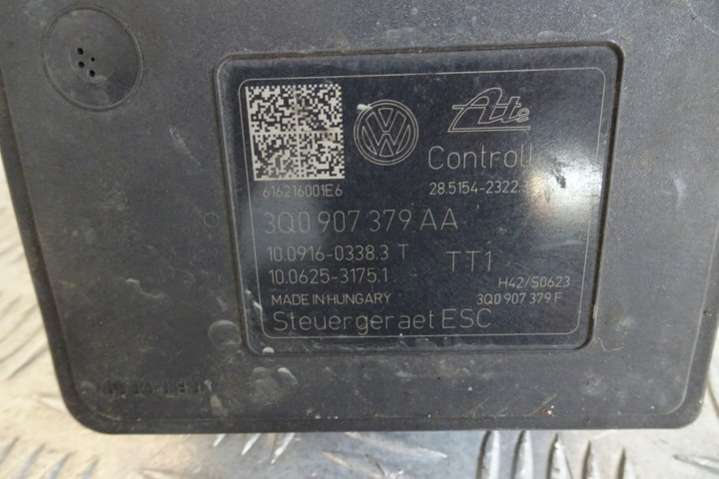 Ate
Controll
616216001E6
28.5154-2322.
3Q0 907 379 AA
10.0916-0338.3 T
TT1
10.0625-3175.1
H42/S0623
MADE IN HUNGARY
3Q0 907 379 F
Steuergeraet ESC